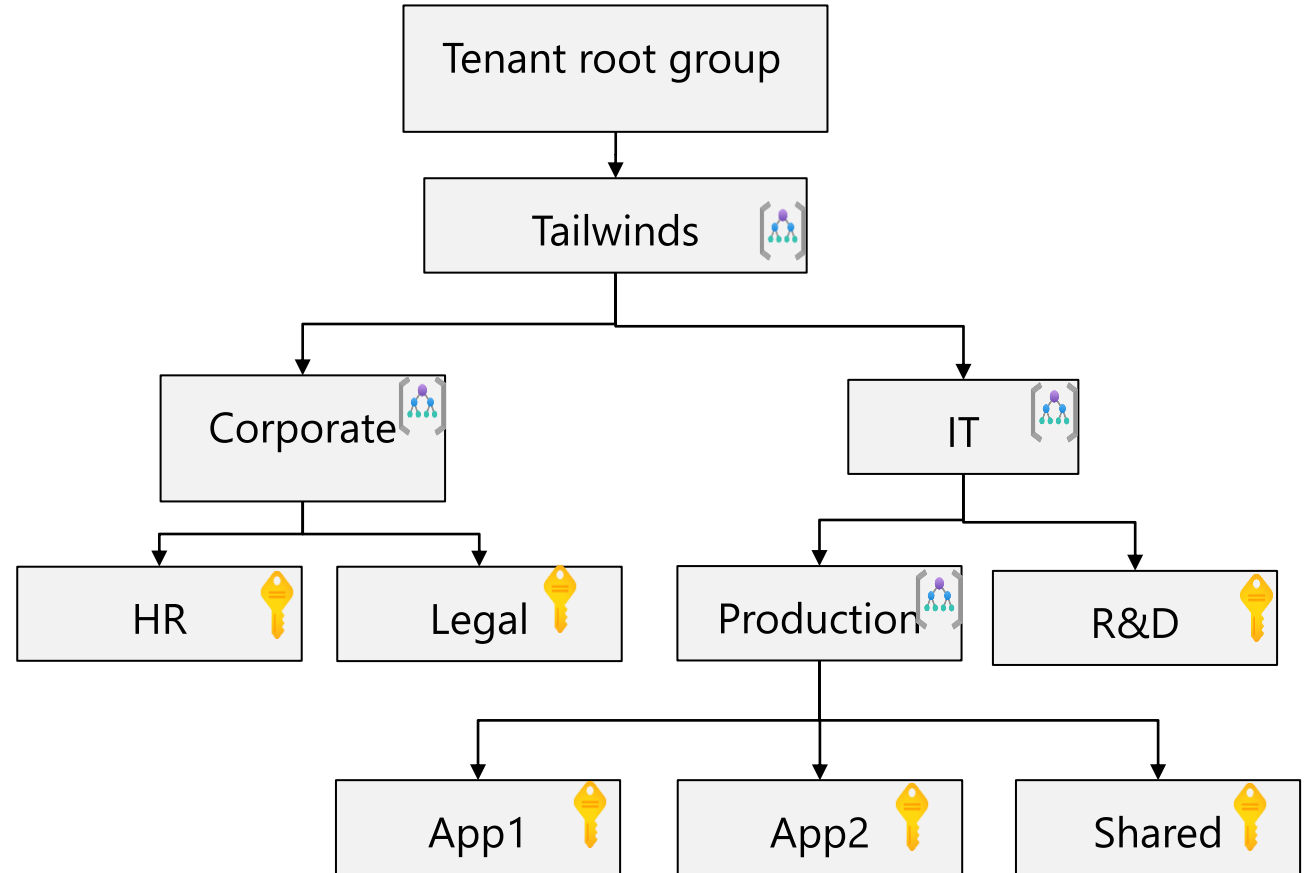 Tenant root group
Tailwinds
Corporate
IT
HR
Legal
Production
R&D
App1
App2
Shared